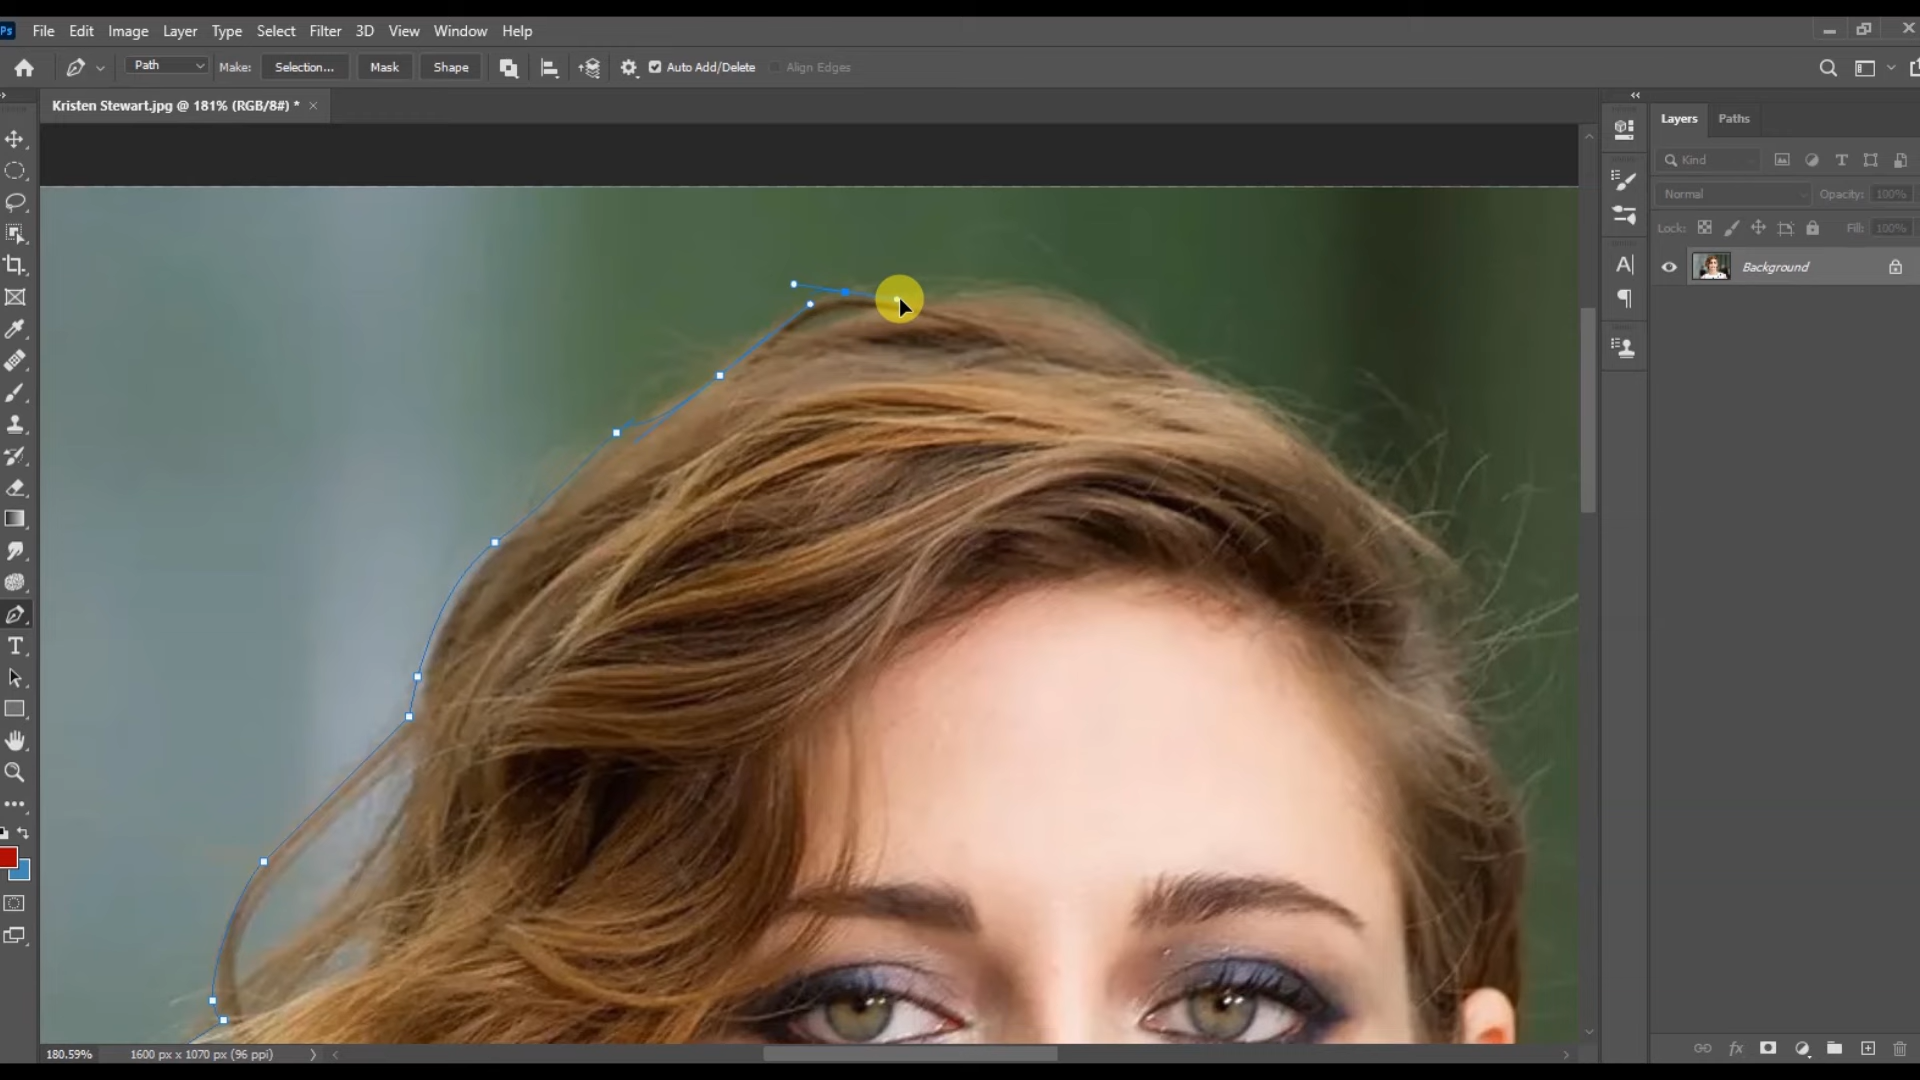 Ps File Edit Image Layer Type Select Filter 3D View Window Help
Path Make: Selection... Mask Shape Auto Add/Delete Align Edges
Kristen Stewart.jpg @ 181% (RGB/8#) *
Layers Paths
Kind
Normal Opacity: 100%
Lock: Fill: 100%
Background
180.59% 1600 px x 1070 px (96 ppi)